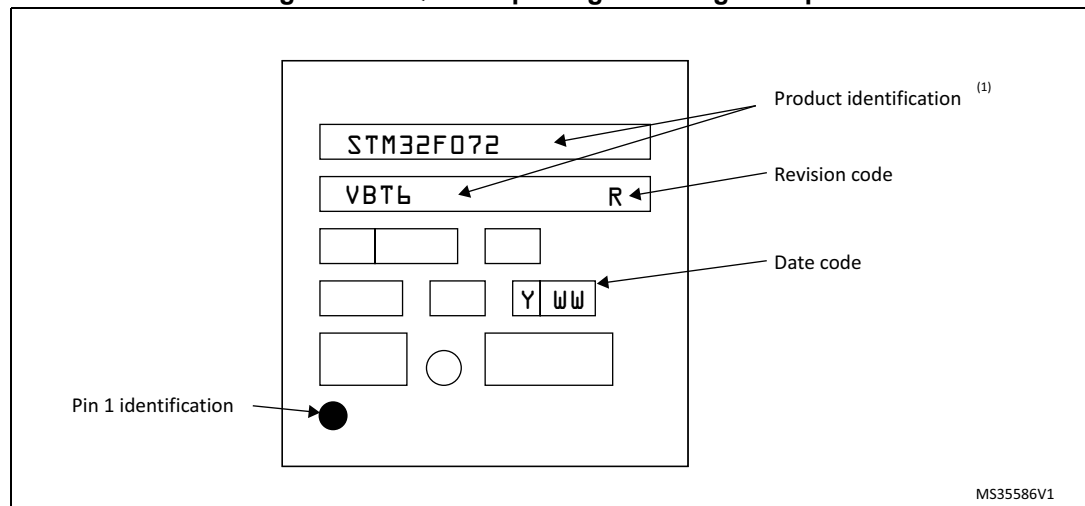 Product identification (1)
STM32F072
Revision code
VBT6 R
Date code
Y WW
Pin 1 identification
MS35586V1